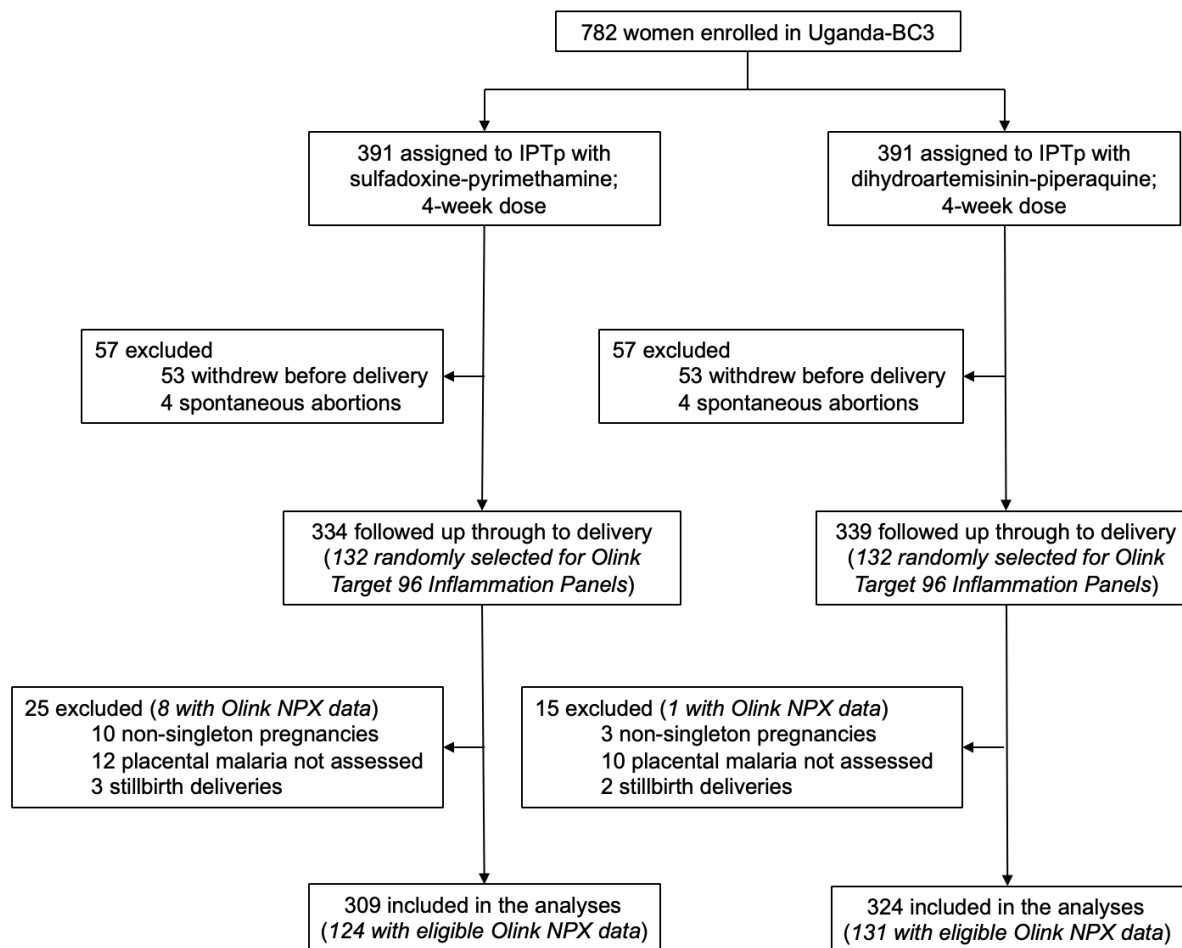 782 women enrolled in Uganda-BC3
391 assigned to IPTp with
sulfadoxine-pyrimethamine;
4-week dose
391 assigned to IPTp with
dihydroartemisinin-piperaquine;
4-week dose
57 excluded
53 withdrew before delivery
4 spontaneous abortions
57 excluded
53 withdrew before delivery
4 spontaneous abortions
334 followed up through to delivery
(132 randomly selected for Olink
Target 96 Inflammation Panels)
339 followed up through to delivery
(132 randomly selected for Olink
Target 96 Inflammation Panels)
25 excluded (8 with Olink NPX data)
10 non-singleton pregnancies
12 placental malaria not assessed
3 stillbirth deliveries
15 excluded (1 with Olink NPX data)
3 non-singleton pregnancies
10 placental malaria not assessed
2 stillbirth deliveries
309 included in the analyses
(124 with eligible Olink NPX data)
324 included in the analyses
(131 with eligible Olink NPX data)